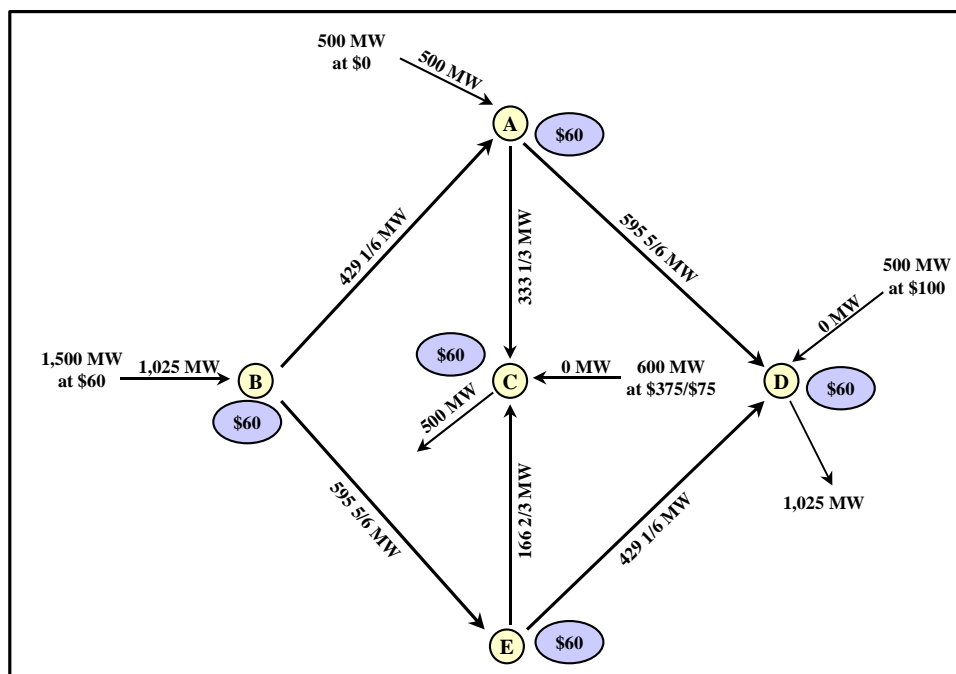 500 MW
at $0
500 MW
A
$60
429 1/6 MW
333 1/3 MW
595 5/6 MW
500 MW
at $100
0 MW
1,500 MW
at $60
1,025 MW
B
$60
$60
C
0 MW
600 MW
at $375/$75
D
$60
500 MW
595 5/6 MW
166 2/3 MW
429 1/6 MW
1,025 MW
E
$60